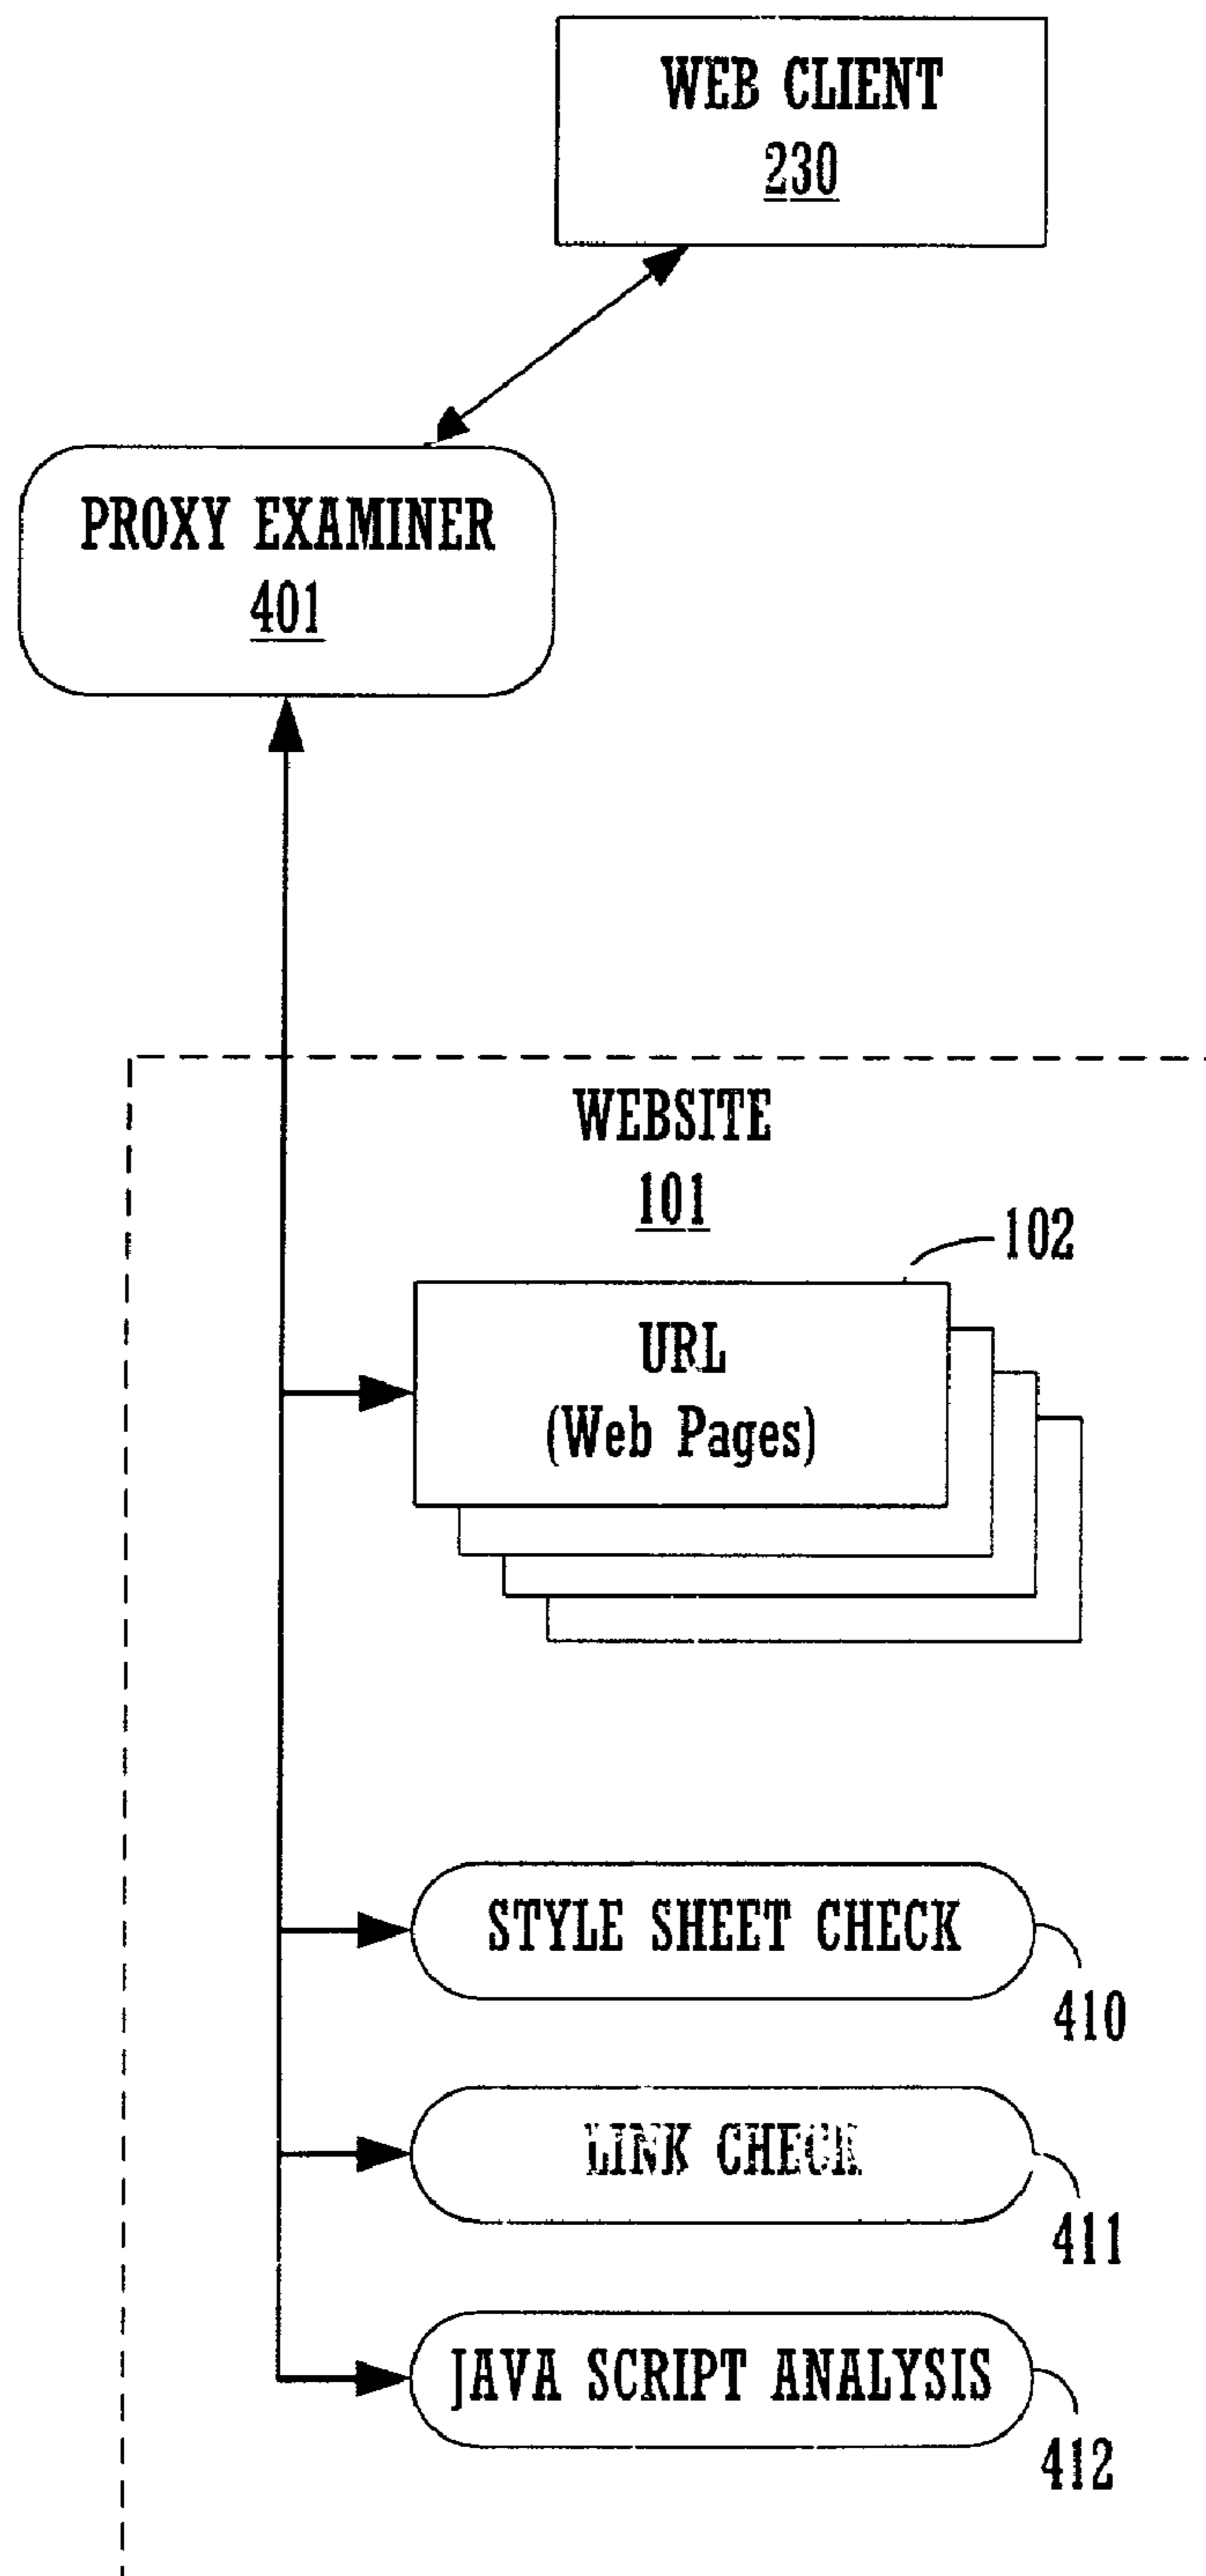 WEB CLIENT
230
PROXY EXAMINER
401
WEBSITE
101
102
URL
(Web Pages)
STYLE SHEET CHECK
410
LINK CHECK
411
JAVA SCRIPT ANALYSIS
412